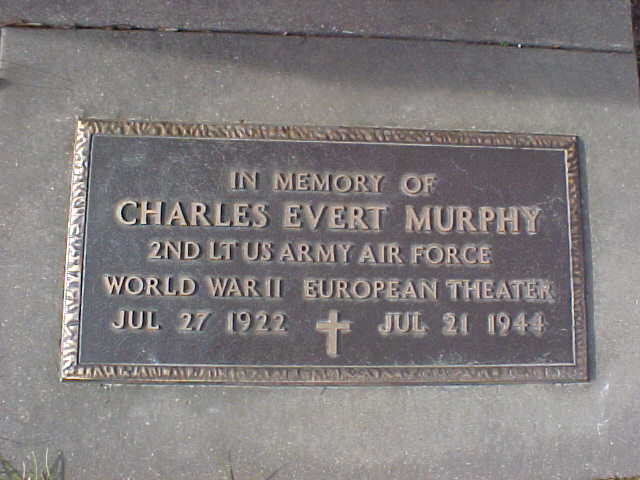 IN MEMORY OF
CHARLES EVERT MURPHY
2ND LT US ARMY AIR FORCE
WORLD WAR II EUROPEAN THEATER
JUL 27 1922 JUL 21 1944